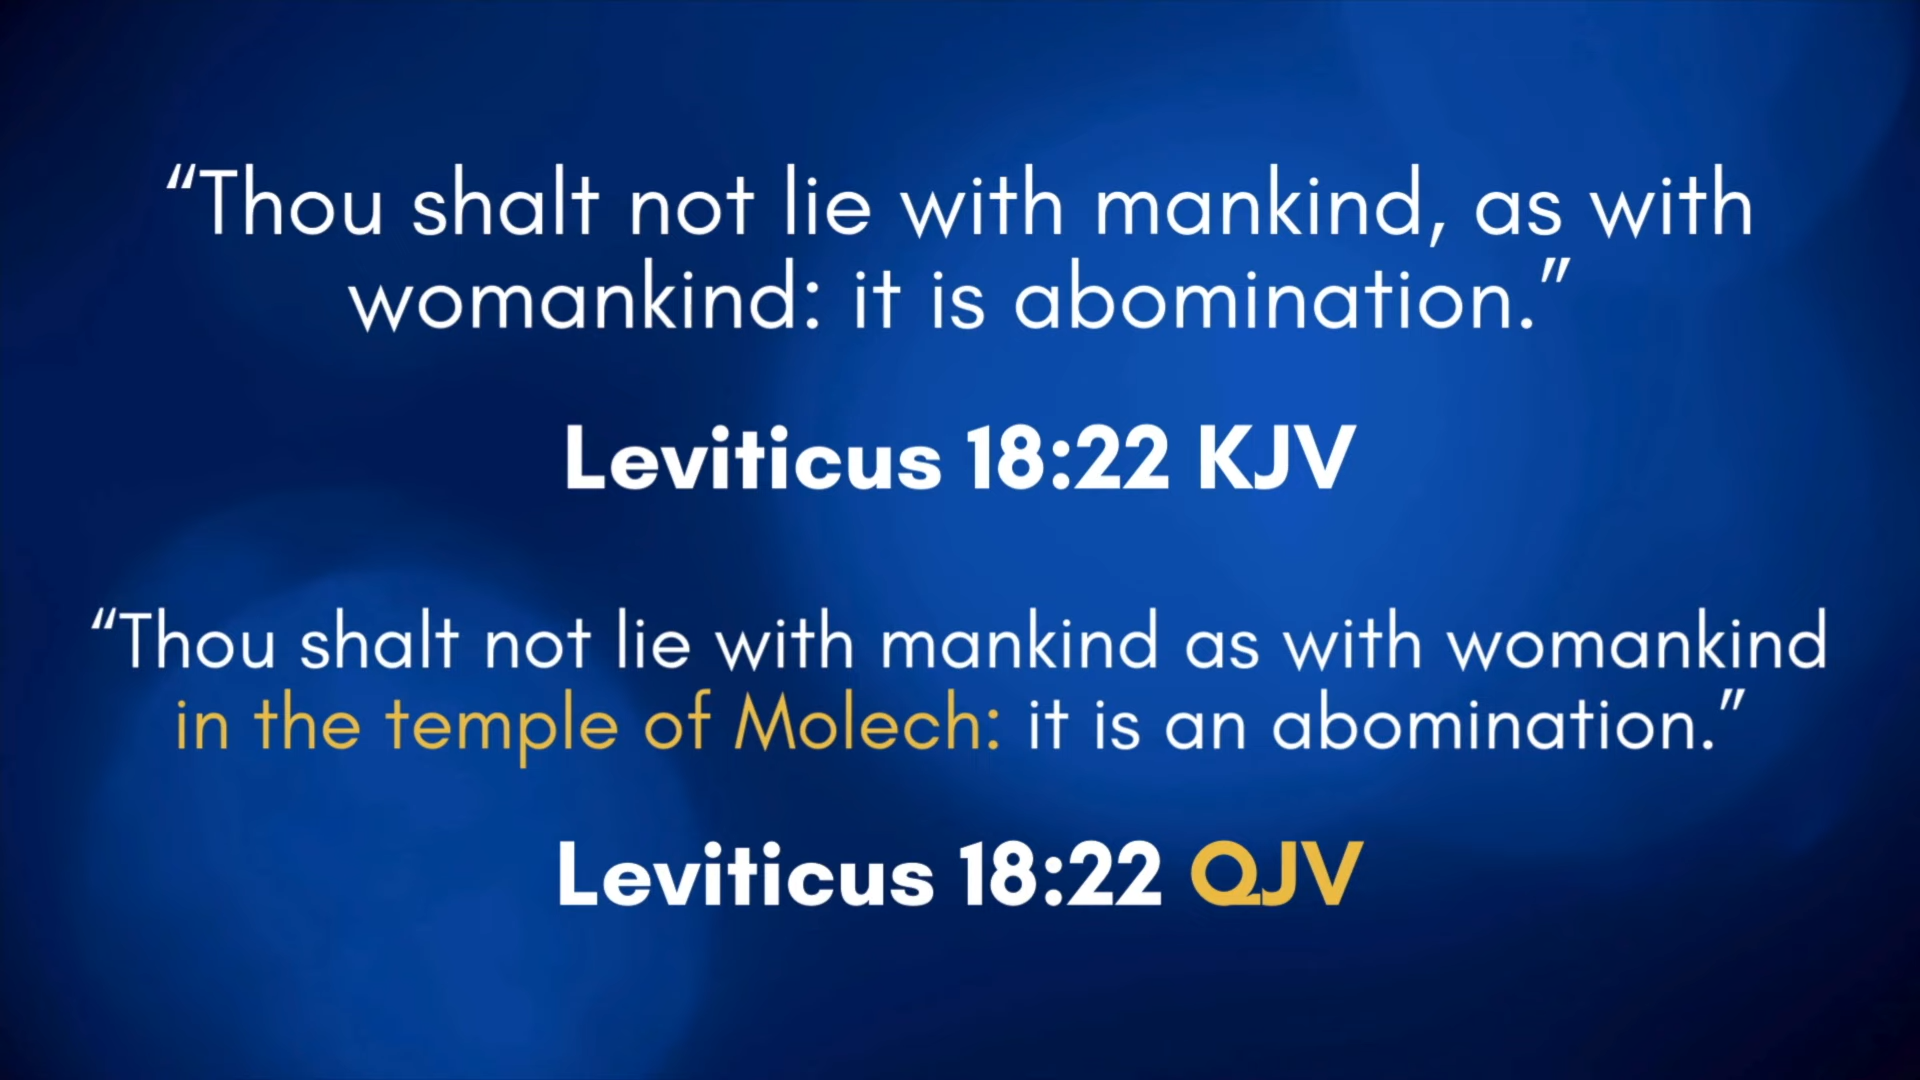 “Thou shalt not lie with mankind, as with
womankind: it is abomination.”
Leviticus 18:22 KJV
“Thou shalt not lie with mankind as with womankind
in the temple of Molech: it is an abomination.”
Leviticus 18:22 QJV